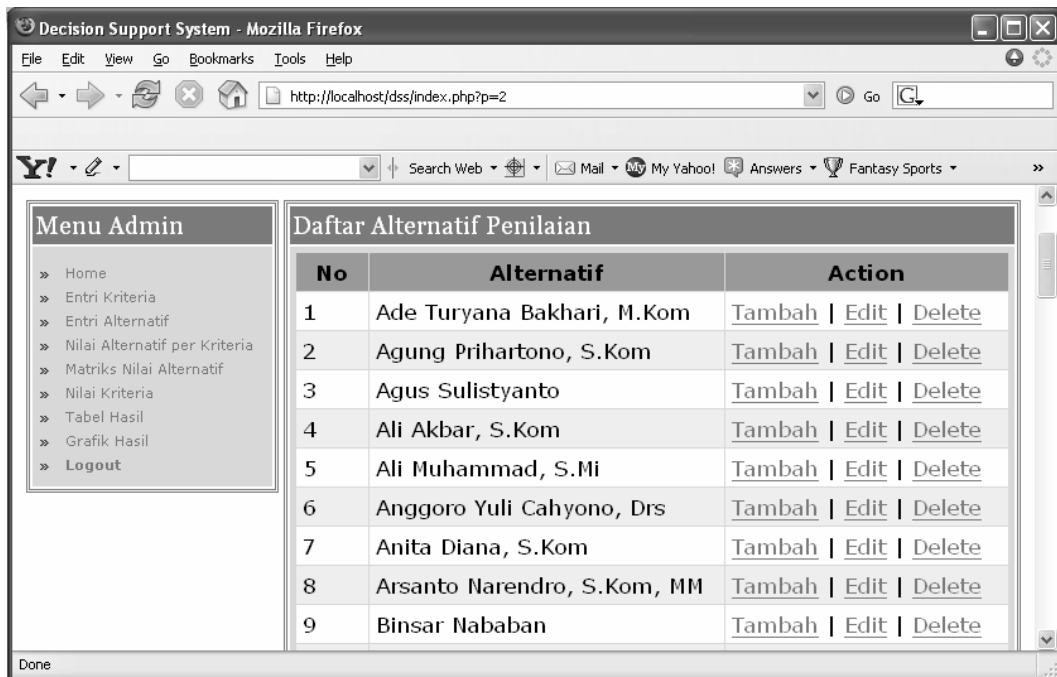 Decision Support System - Mozilla Firefox
File Edit View Go Bookmarks Tools Help
http://localhost/dss/index.php?p=2 Go G
Y! Search Web Mail My My Yahoo! Answers Fantasy Sports »
Menu Admin
» Home
» Entri Kriteria
» Entri Alternatif
» Nilai Alternatif per Kriteria
» Matriks Nilai Alternatif
» Nilai Kriteria
» Tabel Hasil
» Grafik Hasil
» Logout
Daftar Alternatif Penilaian
No Alternatif Action
1 Ade Turyana Bakhari, M.Kom Tambah | Edit | Delete
2 Agung Prihartono, S.Kom Tambah | Edit | Delete
3 Agus Sulistyanto Tambah | Edit | Delete
4 Ali Akbar, S.Kom Tambah | Edit | Delete
5 Ali Muhammad, S.Mi Tambah | Edit | Delete
6 Anggoro Yuli Cahyono, Drs Tambah | Edit | Delete
7 Anita Diana, S.Kom Tambah | Edit | Delete
8 Arsanto Narendro, S.Kom, MM Tambah | Edit | Delete
9 Binsar Nababan Tambah | Edit | Delete
Done